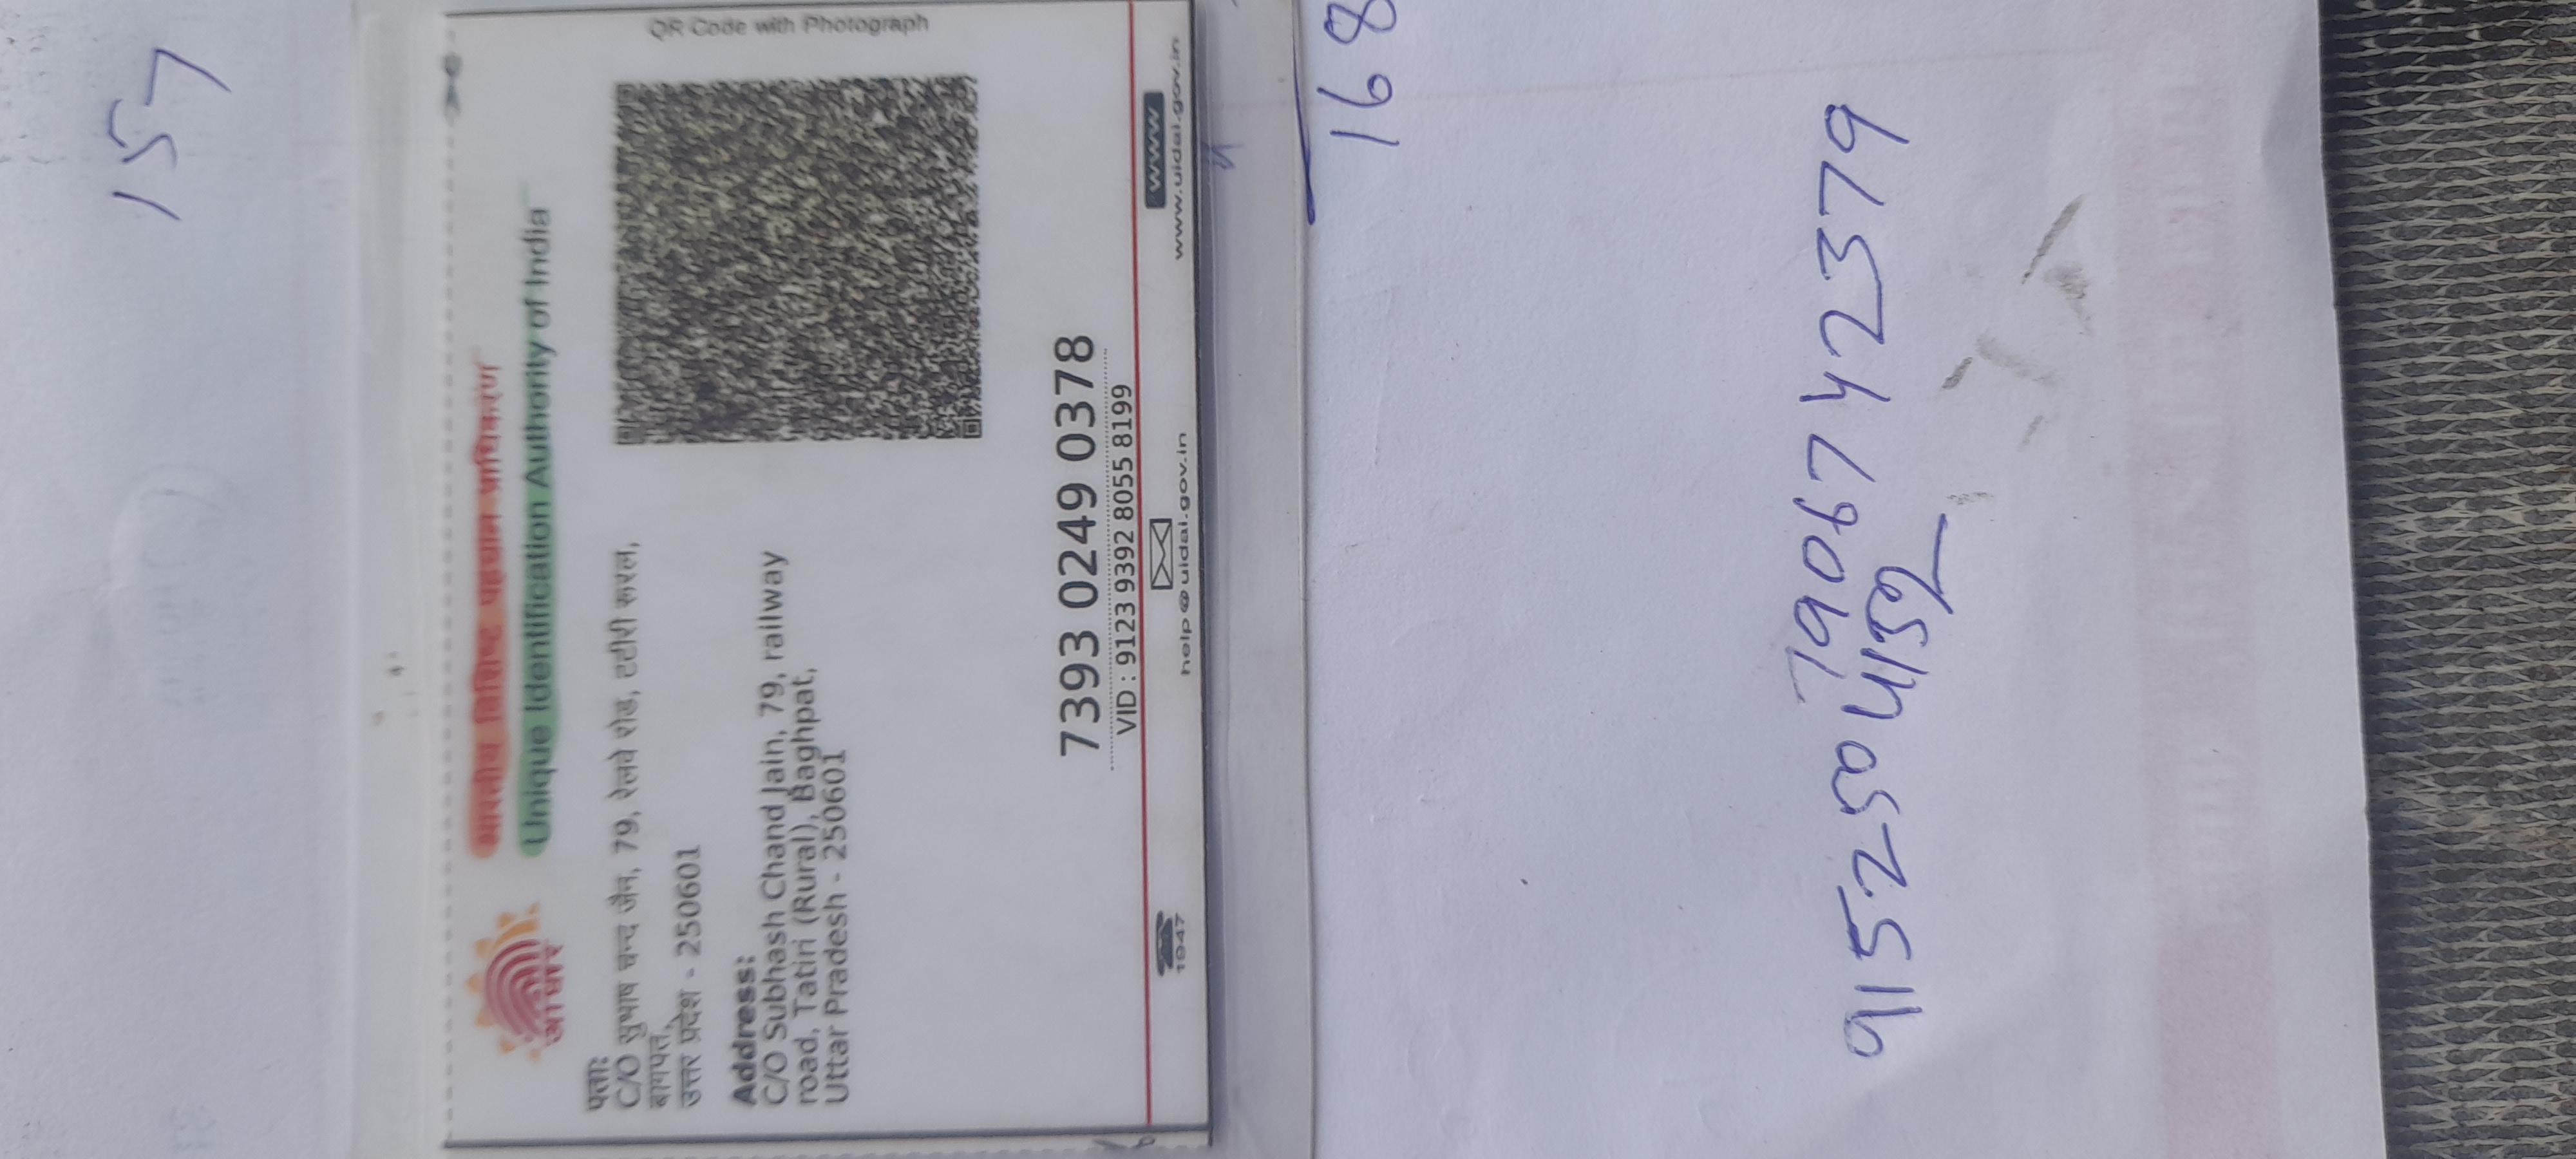 157
भारतीय विशिष्ट पहचान प्राधिकरण
Unique Identification Authority of India
आधार
पता:
C/O सुभाष चन्द जैन, 79, रेलवे रोड, टटीरी रूरल,
बागपत,
उत्तर प्रदेश - 250601
Address:
C/O Subhash Chand Jain, 79, railway
road, Tatiri (Rural), Baghpat,
Uttar Pradesh - 250601
QR Code with Photograph
7393 0249 0378
VID : 9123 9392 8055 8199
1947
help@uidai.gov.in
www
www.uidai.gov.in
168